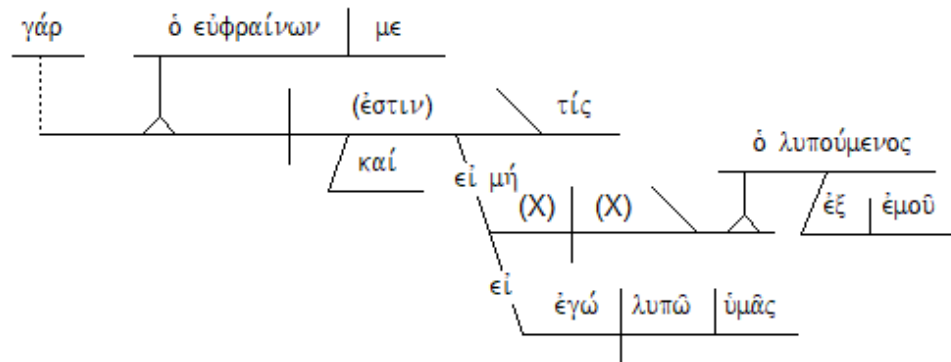 γάρ ὁ εὐφραίνων με
(ἐστιν) τίς
καί εἰ μή ὁ λυπούμενος
(X) (X) ἐξ ἐμοῦ
εἰ ἐγώ λυπῶ ὑμᾶς